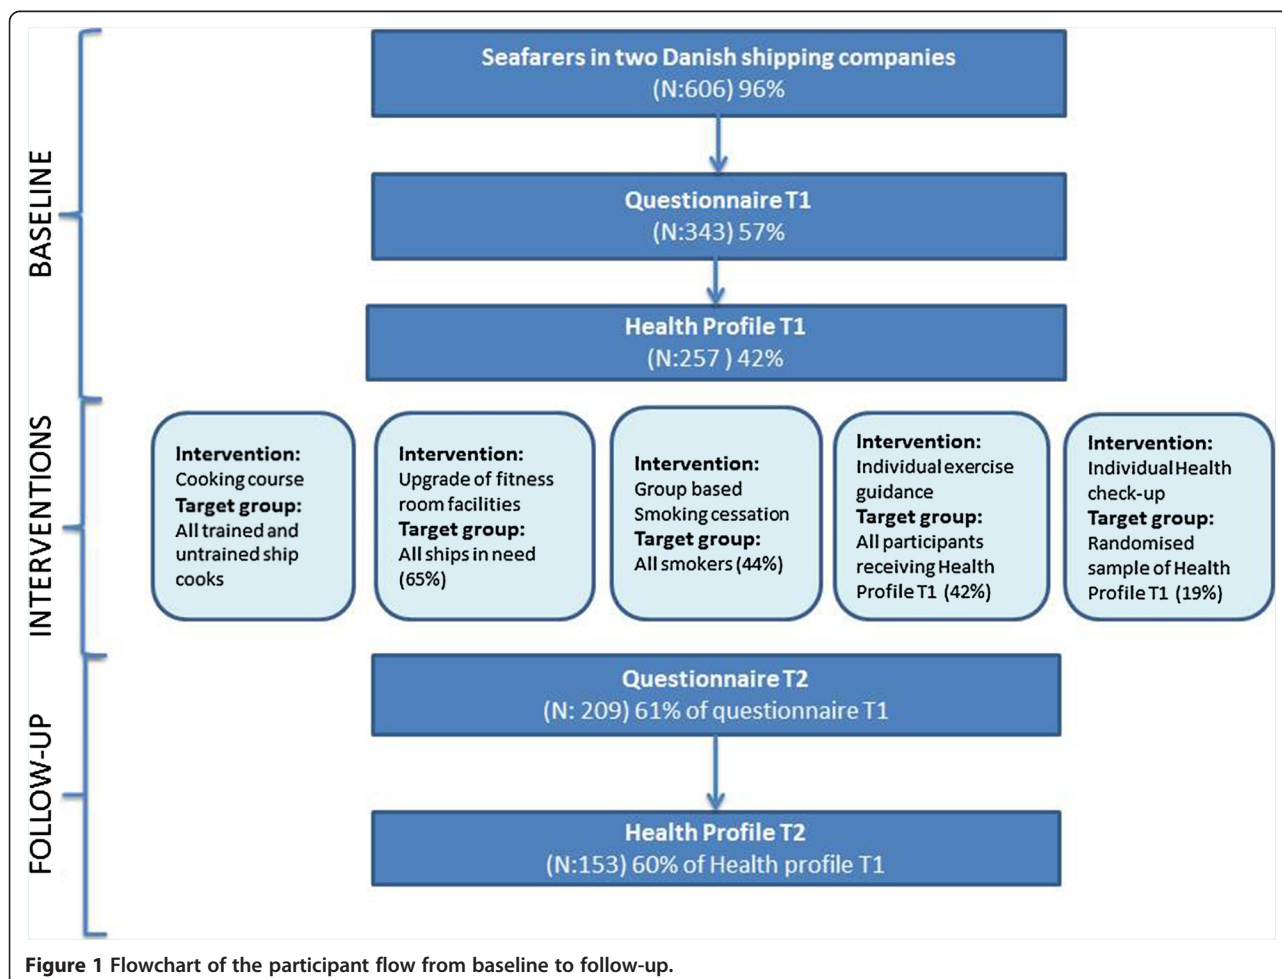 Seafarers in two Danish shipping companies
(N:606) 96%
Questionnaire T1
(N:343) 57%
Health Profile T1
(N:257 ) 42%
BASELINE
Intervention:
Cooking course
Target group:
All trained and
untrained ship
cooks
Intervention:
Upgrade of fitness
room facilities
Target group:
All ships in need
(65%)
Intervention:
Group based
Smoking cessation
Target group:
All smokers (44%)
Intervention:
Individual exercise
guidance
Target group:
All participants
receiving Health
Profile T1 (42%)
Intervention:
Individual Health
check-up
Target group:
Randomised
sample of Health
Profile T1 (19%)
INTERVENTIONS
Questionnaire T2
(N: 209) 61% of questionnaire T1
Health Profile T2
(N:153) 60% of Health profile T1
FOLLOW-UP
Figure 1 Flowchart of the participant flow from baseline to follow-up.